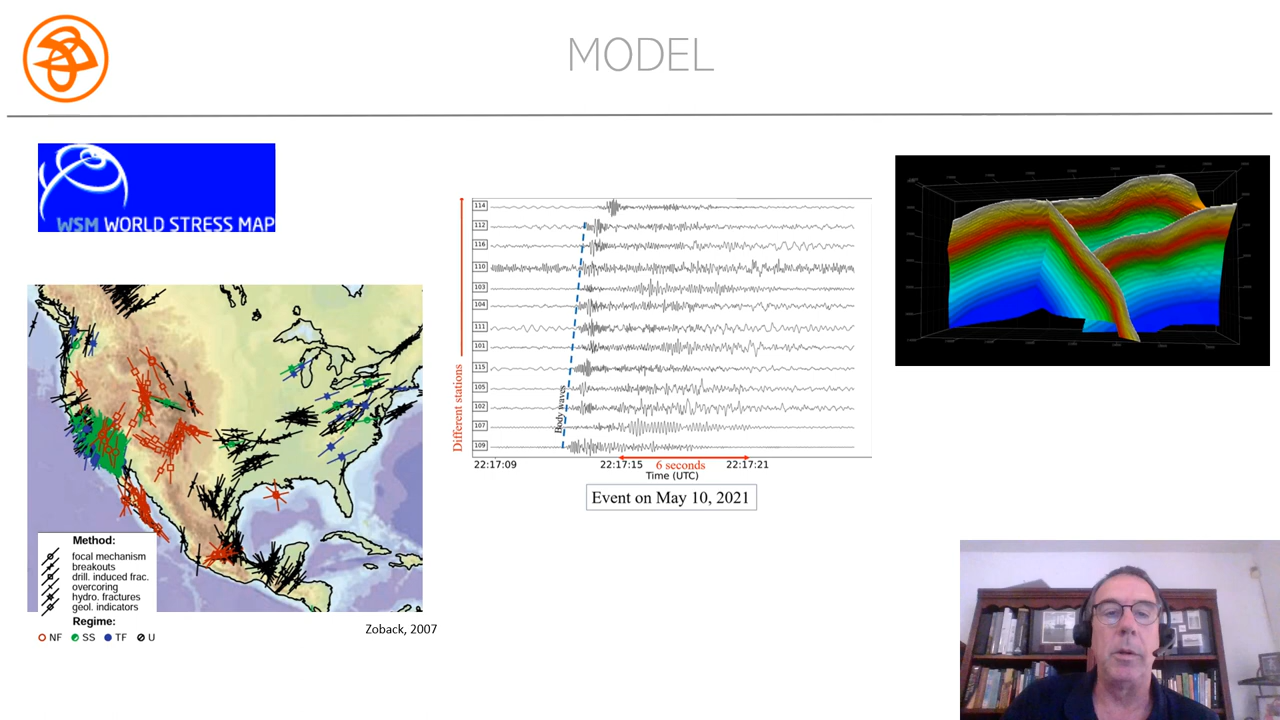 MODEL
WSM WORLD STRESS MAP
Method:
focal mechanism
breakouts
drill. induced frac.
overcoring
hydro. fractures
geol. indicators
Regime:
NF SS TF U
Zoback, 2007
Different stations
114
112
116
110
103
104
111
101
115
105
102
107
109
Body waves
22:17:09 22:17:15 22:17:21
6 seconds
Time (UTC)
Event on May 10, 2021